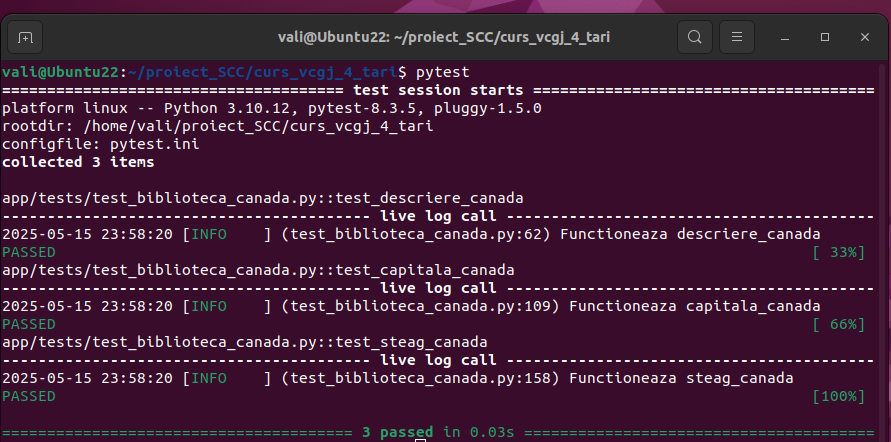 vali@Ubuntu22: ~/proiect_SCC/curs_vcgj_4_tari
vali@Ubuntu22:~/proiect_SCC/curs_vcgj_4_tari$ pytest
====================================== test session starts ======================================
platform linux -- Python 3.10.12, pytest-8.3.5, pluggy-1.5.0
rootdir: /home/vali/proiect_SCC/curs_vcgj_4_tari
configfile: pytest.ini
collected 3 items
app/tests/test_biblioteca_canada.py::test_descriere_canada
----------------------------------------- live log call -----------------------------------------
2025-05-15 23:58:20 [INFO    ] (test_biblioteca_canada.py:62) Functioneaza descriere_canada
PASSED                                                                                    [ 33%]
app/tests/test_biblioteca_canada.py::test_capitala_canada
----------------------------------------- live log call -----------------------------------------
2025-05-15 23:58:20 [INFO    ] (test_biblioteca_canada.py:109) Functioneaza capitala_canada
PASSED                                                                                    [ 66%]
app/tests/test_biblioteca_canada.py::test_steag_canada
----------------------------------------- live log call -----------------------------------------
2025-05-15 23:58:20 [INFO    ] (test_biblioteca_canada.py:158) Functioneaza steag_canada
PASSED                                                                                    [100%]
======================================= 3 passed in 0.03s =======================================